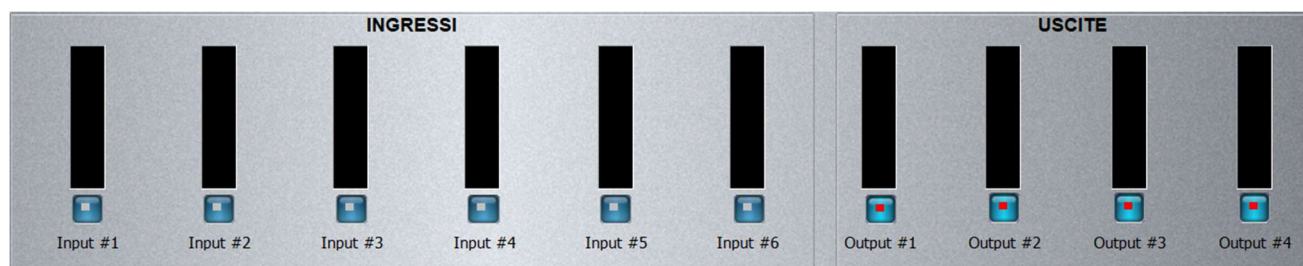 INGRESSI
USCITE
Input #1
Input #2
Input #3
Input #4
Input #5
Input #6
Output #1
Output #2
Output #3
Output #4